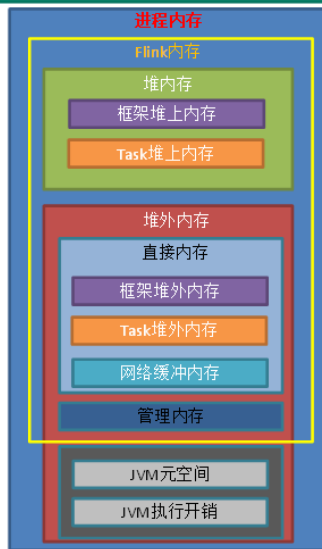 进程内存
Flink内存
堆内存
框架堆上内存
Task堆上内存
堆外内存
直接内存
框架堆外内存
Task堆外内存
网络缓冲内存
管理内存
JVM元空间
JVM执行开销